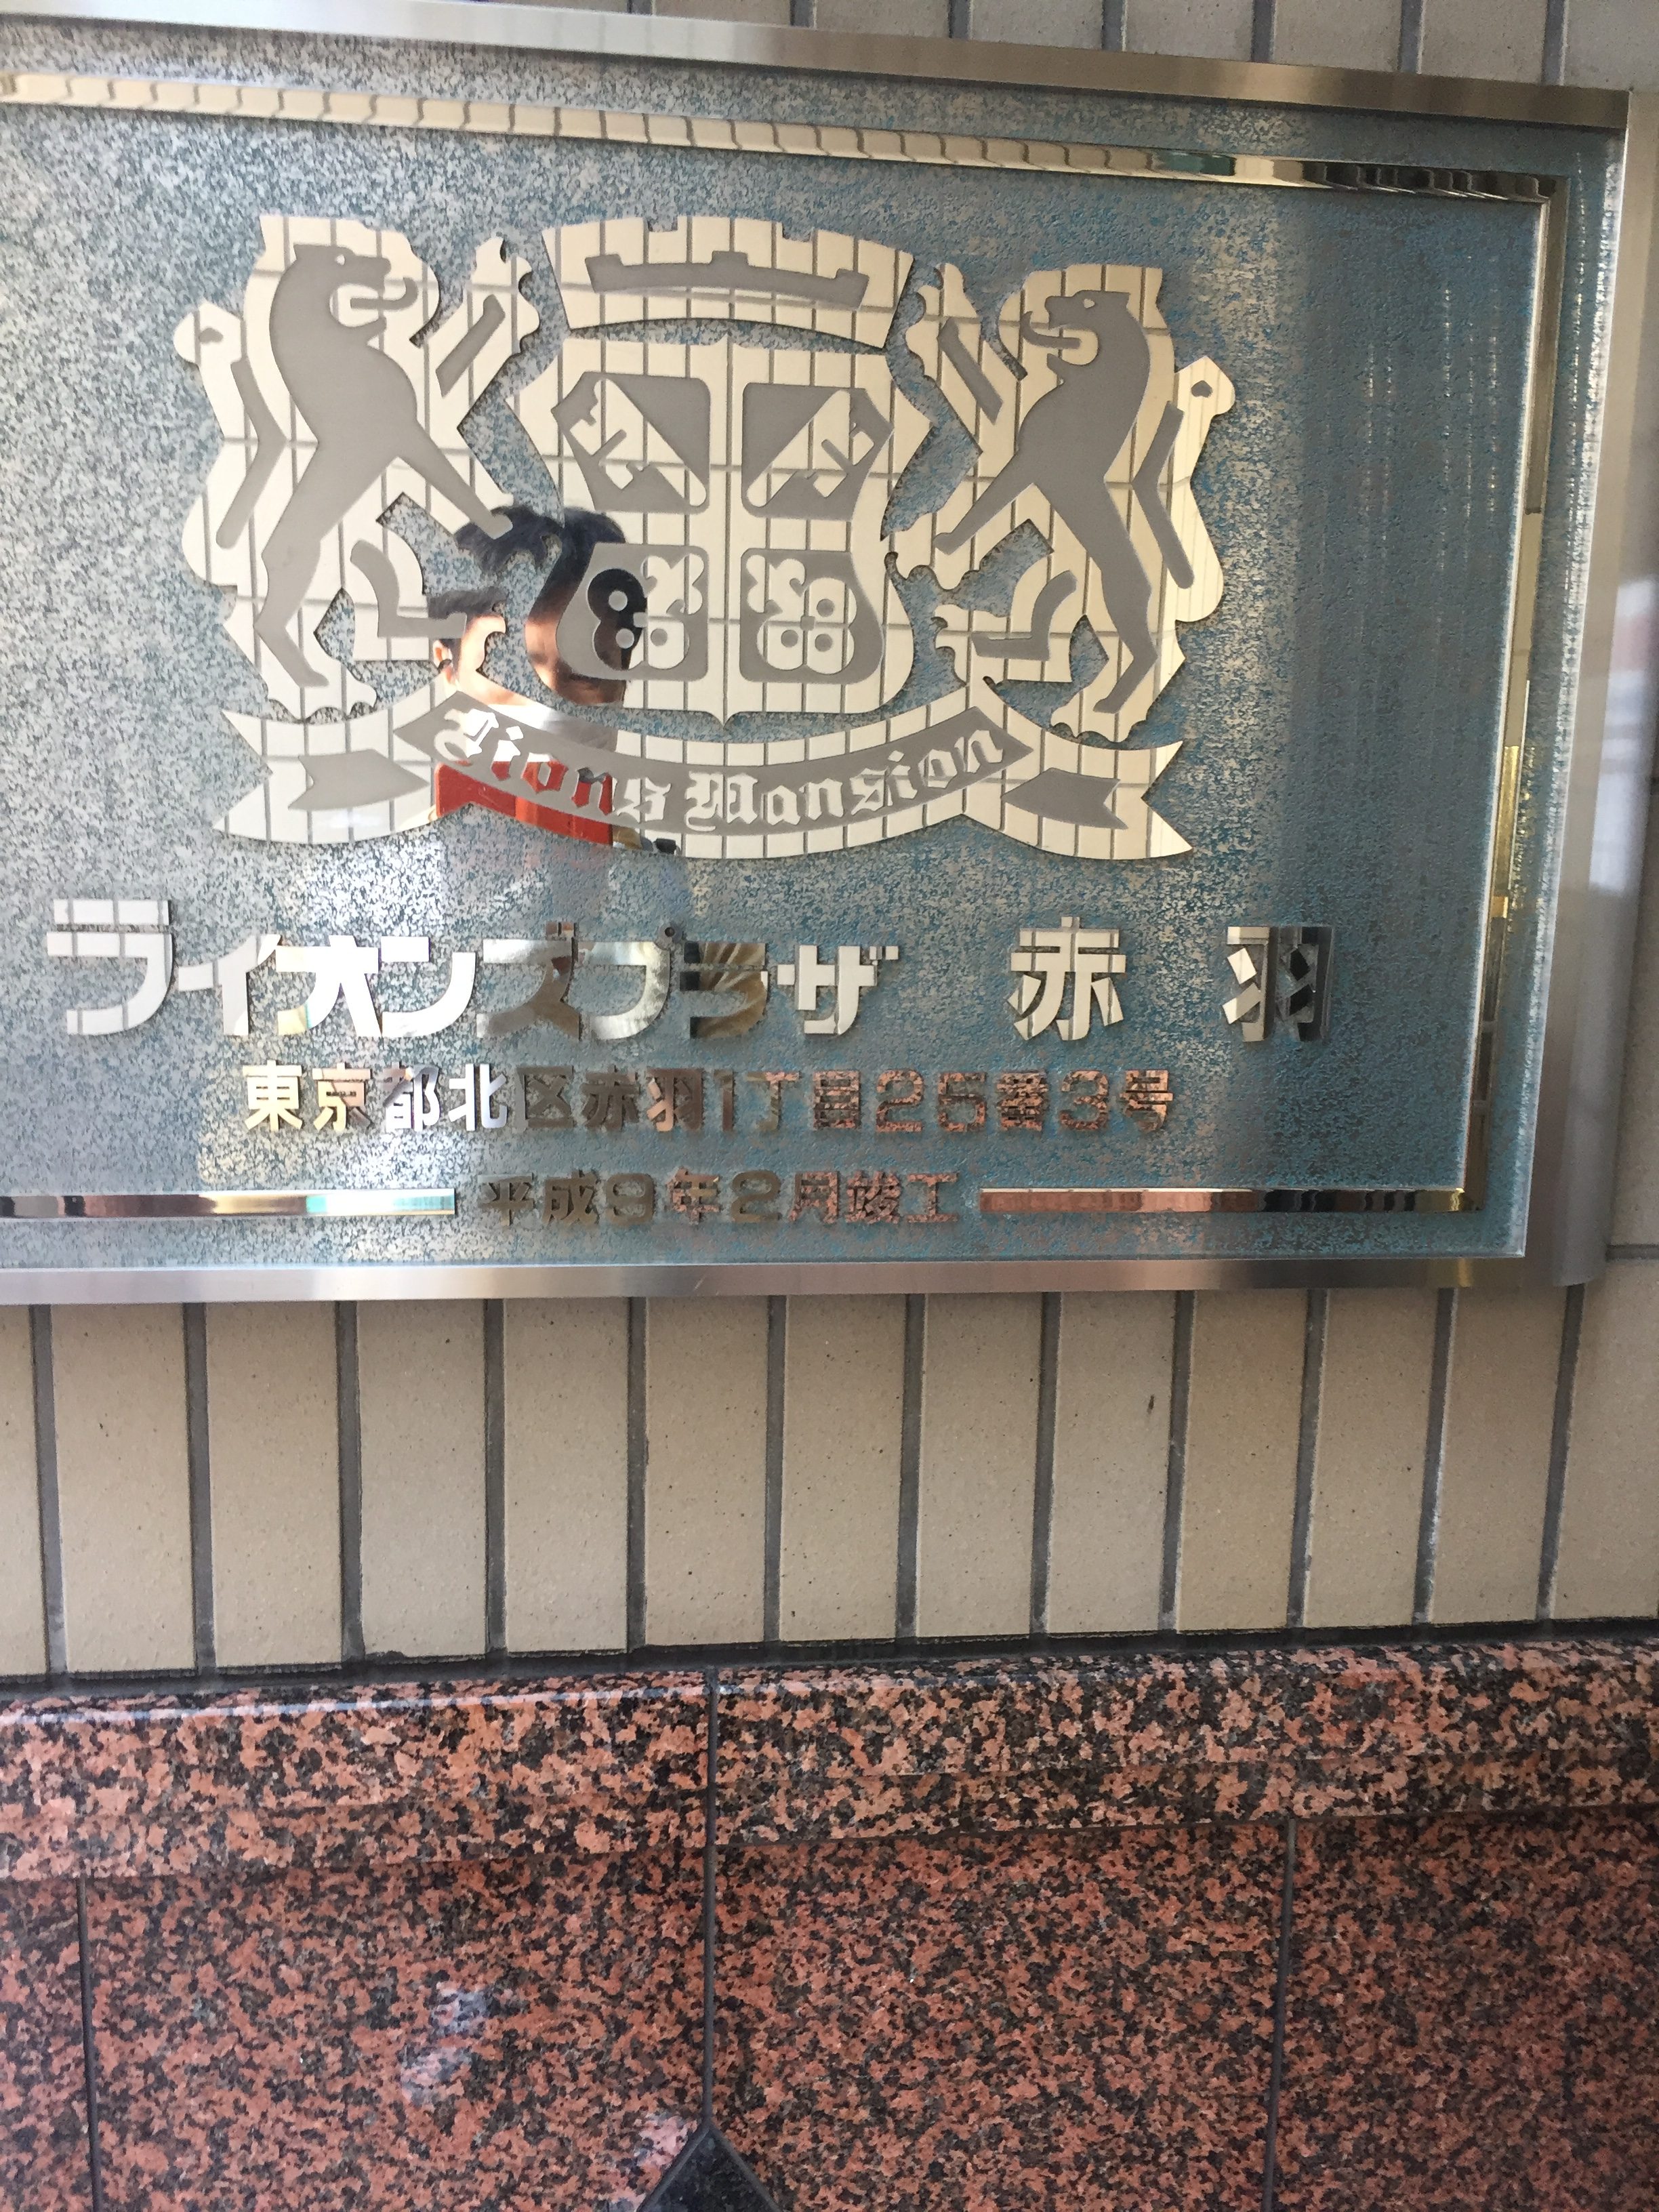 Lions Mansion
ライオンズプラザ 赤羽
東京都北区赤羽1丁目25番3号
平成9年2月竣工